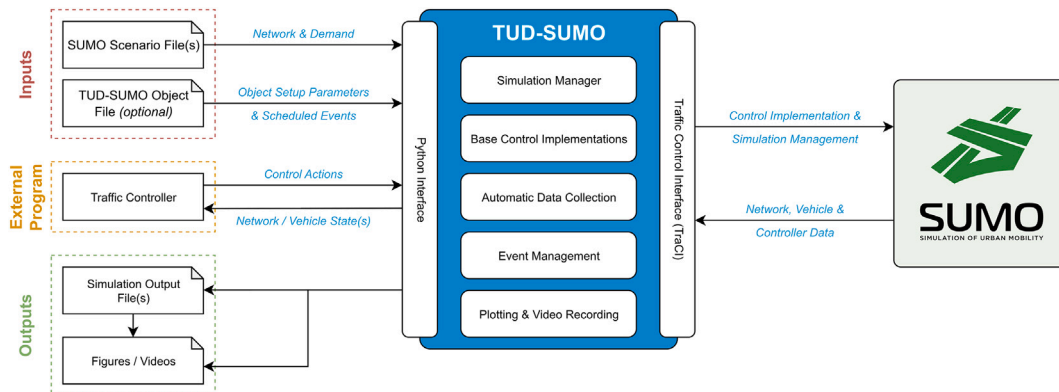 Inputs
SUMO Scenario File(s)
TUD-SUMO Object
File (optional)
Network & Demand
Object Setup Parameters
& Scheduled Events
External
Program
Traffic Controller
Control Actions
Network / Vehicle State(s)
Outputs
Simulation Output
File(s)
Figures / Videos
Python Interface
TUD-SUMO
Simulation Manager
Base Control Implementations
Automatic Data Collection
Event Management
Plotting & Video Recording
Traffic Control Interface (TraCI)
Control Implementation &
Simulation Management
Network, Vehicle &
Controller Data
SUMO
SIMULATION OF URBAN MOBILITY